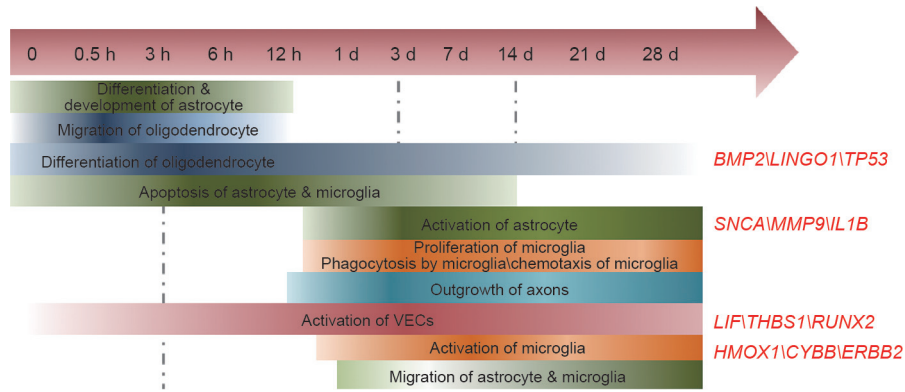 0 0.5 h 3 h 6 h 12 h 1 d 3 d 7 d 14 d 21 d 28 d
Differentiation &
development of astrocyte
Migration of oligodendrocyte
Differentiation of oligodendrocyte
BMP2\LINGO1\TP53
Apoptosis of astrocyte & microglia
Activation of astrocyte
SNCA\MMP9\IL1B
Proliferation of microglia
Phagocytosis by microglia\chemotaxis of microglia
Outgrowth of axons
Activation of VECs
LIF\THBS1\RUNX2
Activation of microglia
HMOX1\CYBB\ERBB2
Migration of astrocyte & microglia